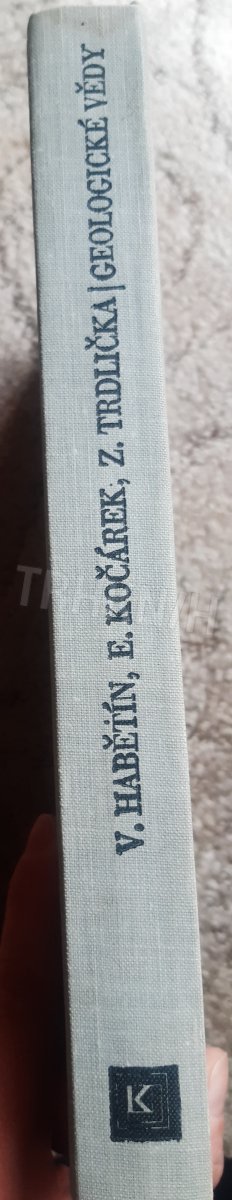 V. HABĚTÍN, E. KOČÁREK, Z. TRDLIČKA | GEOLOGICKÉ VĚDY
K